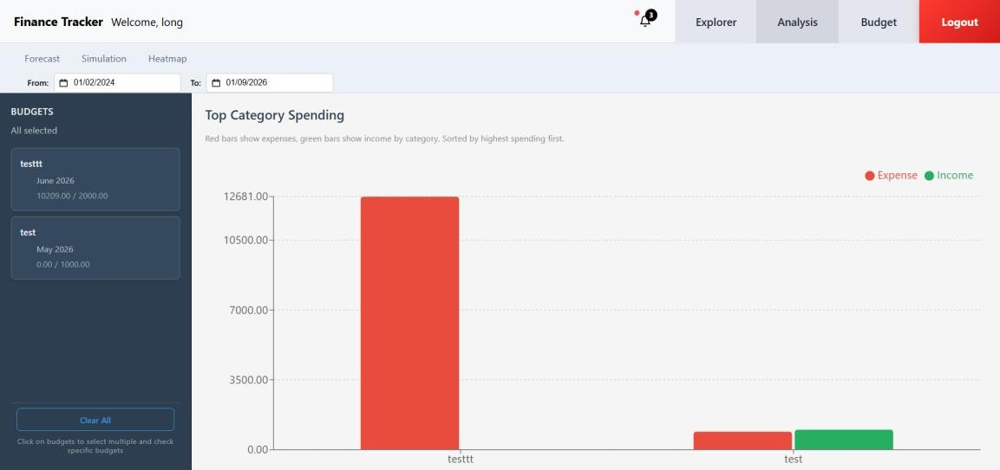 Finance Tracker Welcome, long
3
Explorer Analysis Budget Logout
Forecast Simulation Heatmap
From: 01/02/2024 To: 01/09/2026
BUDGETS
All selected
testtt
June 2026
10209.00 / 2000.00
test
May 2026
0.00 / 1000.00
Clear All
Click on budgets to select multiple and check
specific budgets
Top Category Spending
Red bars show expenses, green bars show income by category. Sorted by highest spending first.
Expense Income
12681.00
10500.00
7000.00
3500.00
0.00
testtt test